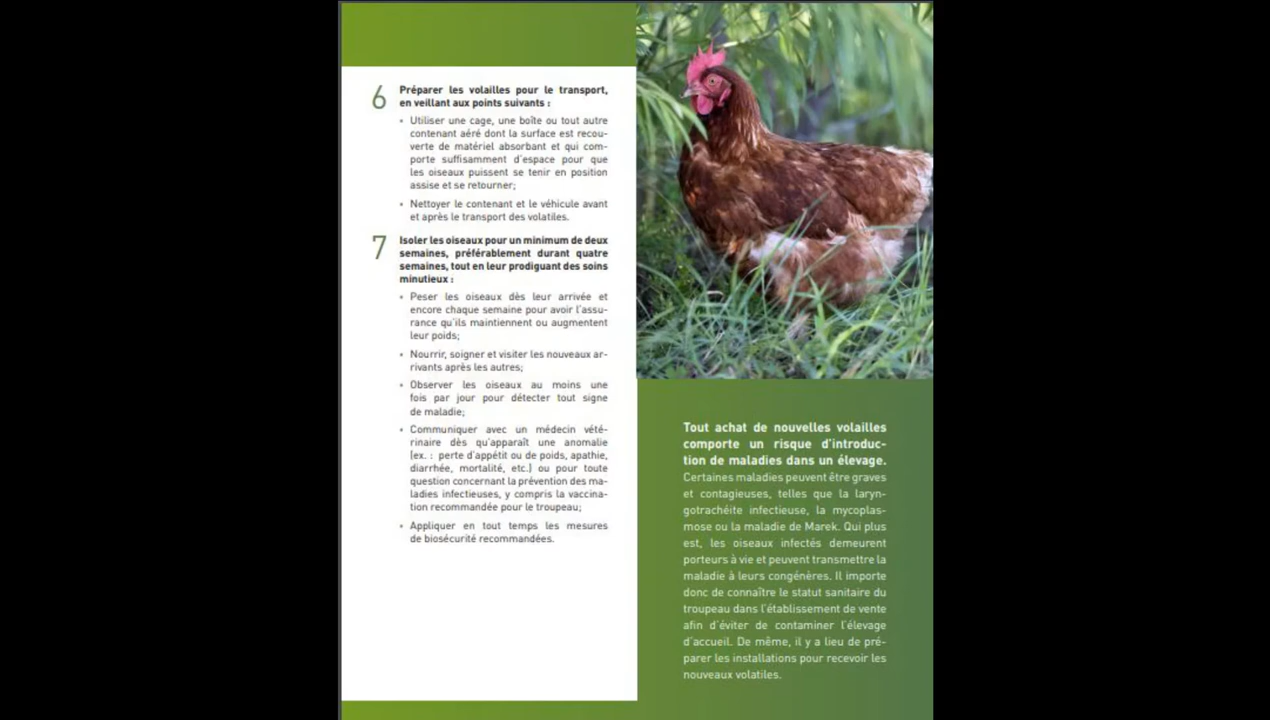 6
Préparer les volailles pour le transport,
en veillant aux points suivants :
• Utiliser une cage, une boîte ou tout autre
contenant aéré dont la surface est recou-
verte de matériel absorbant et qui com-
porte suffisamment d'espace pour que
les oiseaux puissent se tenir en position
assise et se retourner;
• Nettoyer le contenant et le véhicule avant
et après le transport des volatiles.
7
Isoler les oiseaux pour un minimum de deux
semaines, préférablement durant quatre
semaines, tout en leur prodiguant des soins
minutieux :
• Peser les oiseaux dès leur arrivée et
encore chaque semaine pour avoir l'assu-
rance qu'ils maintiennent ou augmentent
leur poids;
• Nourrir, soigner et visiter les nouveaux ar-
rivants après les autres;
• Observer les oiseaux au moins une
fois par jour pour détecter tout signe
de maladie;
• Communiquer avec un médecin vété-
rinaire dès qu'apparaît une anomalie
(ex. : perte d'appétit ou de poids, apathie,
diarrhée, mortalité, etc.) ou pour toute
question concernant la prévention des ma-
ladies infectieuses, y compris la vaccina-
tion recommandée pour le troupeau;
• Appliquer en tout temps les mesures
de biosécurité recommandées.
Tout achat de nouvelles volailles
comporte un risque d'introduc-
tion de maladies dans un élevage.
Certaines maladies peuvent être graves
et contagieuses, telles que la laryn-
gotrachéite infectieuse, la mycoplas-
mose ou la maladie de Marek. Qui plus
est, les oiseaux infectés demeurent
porteurs à vie et peuvent transmettre la
maladie à leurs congénères. Il importe
donc de connaître le statut sanitaire du
troupeau dans l'établissement de vente
afin d'éviter de contaminer l'élevage
d'accueil. De même, il y a lieu de pré-
parer les installations pour recevoir les
nouveaux volatiles.